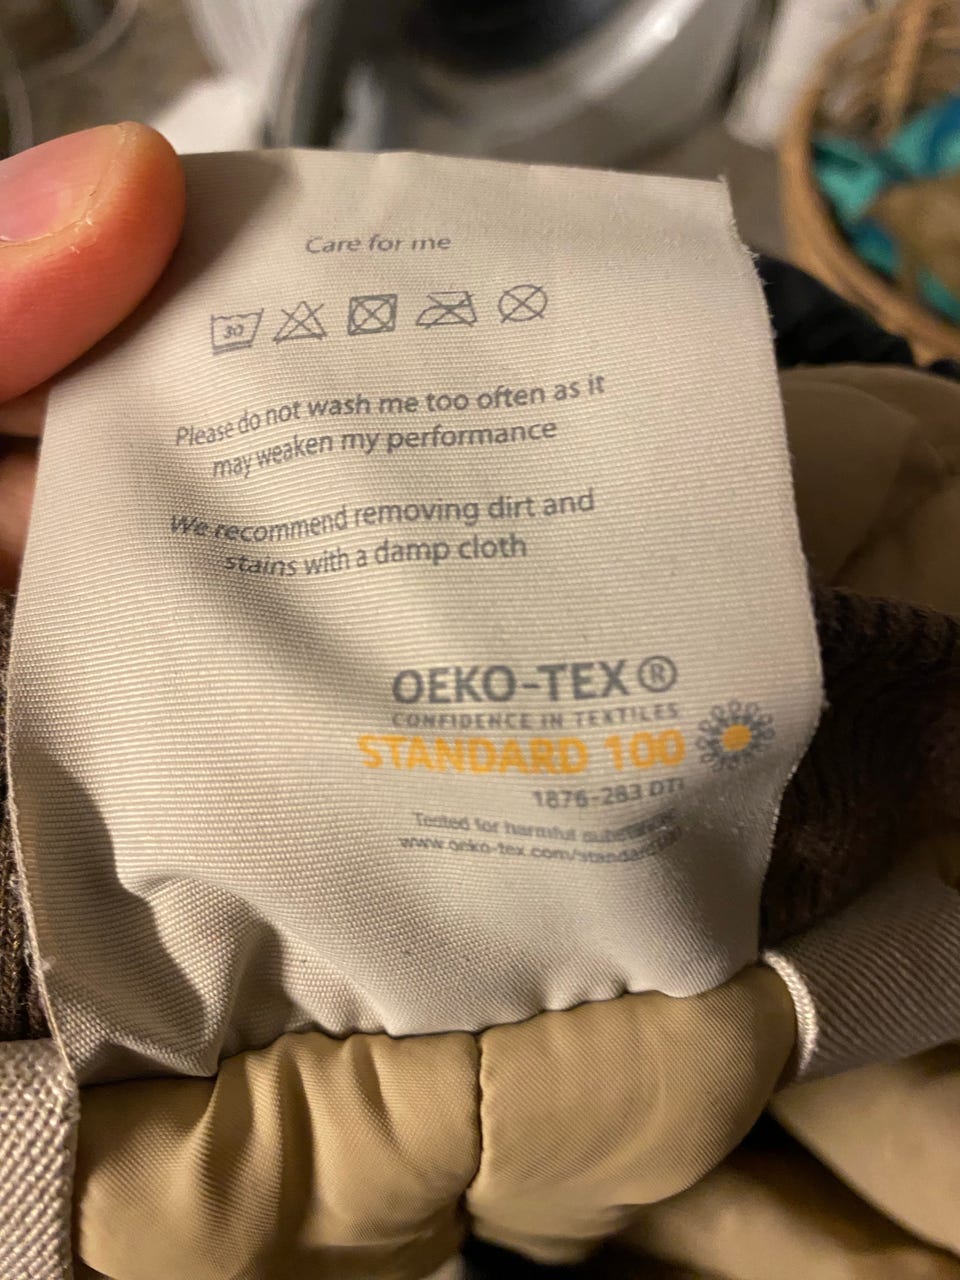 Care for me
30
Please do not wash me too often as it
may weaken my performance
We recommend removing dirt and
stains with a damp cloth
OEKO-TEX®
CONFIDENCE IN TEXTILES
STANDARD 100
1876-283 DTI
Tested for harmful substances
www.oeko-tex.com/standard100